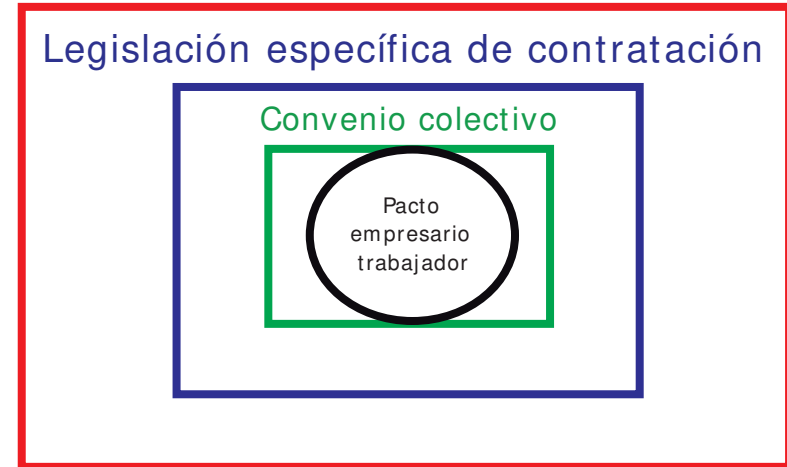 Legislación específica de contratación
Convenio colectivo
Pacto
empresario
trabajador